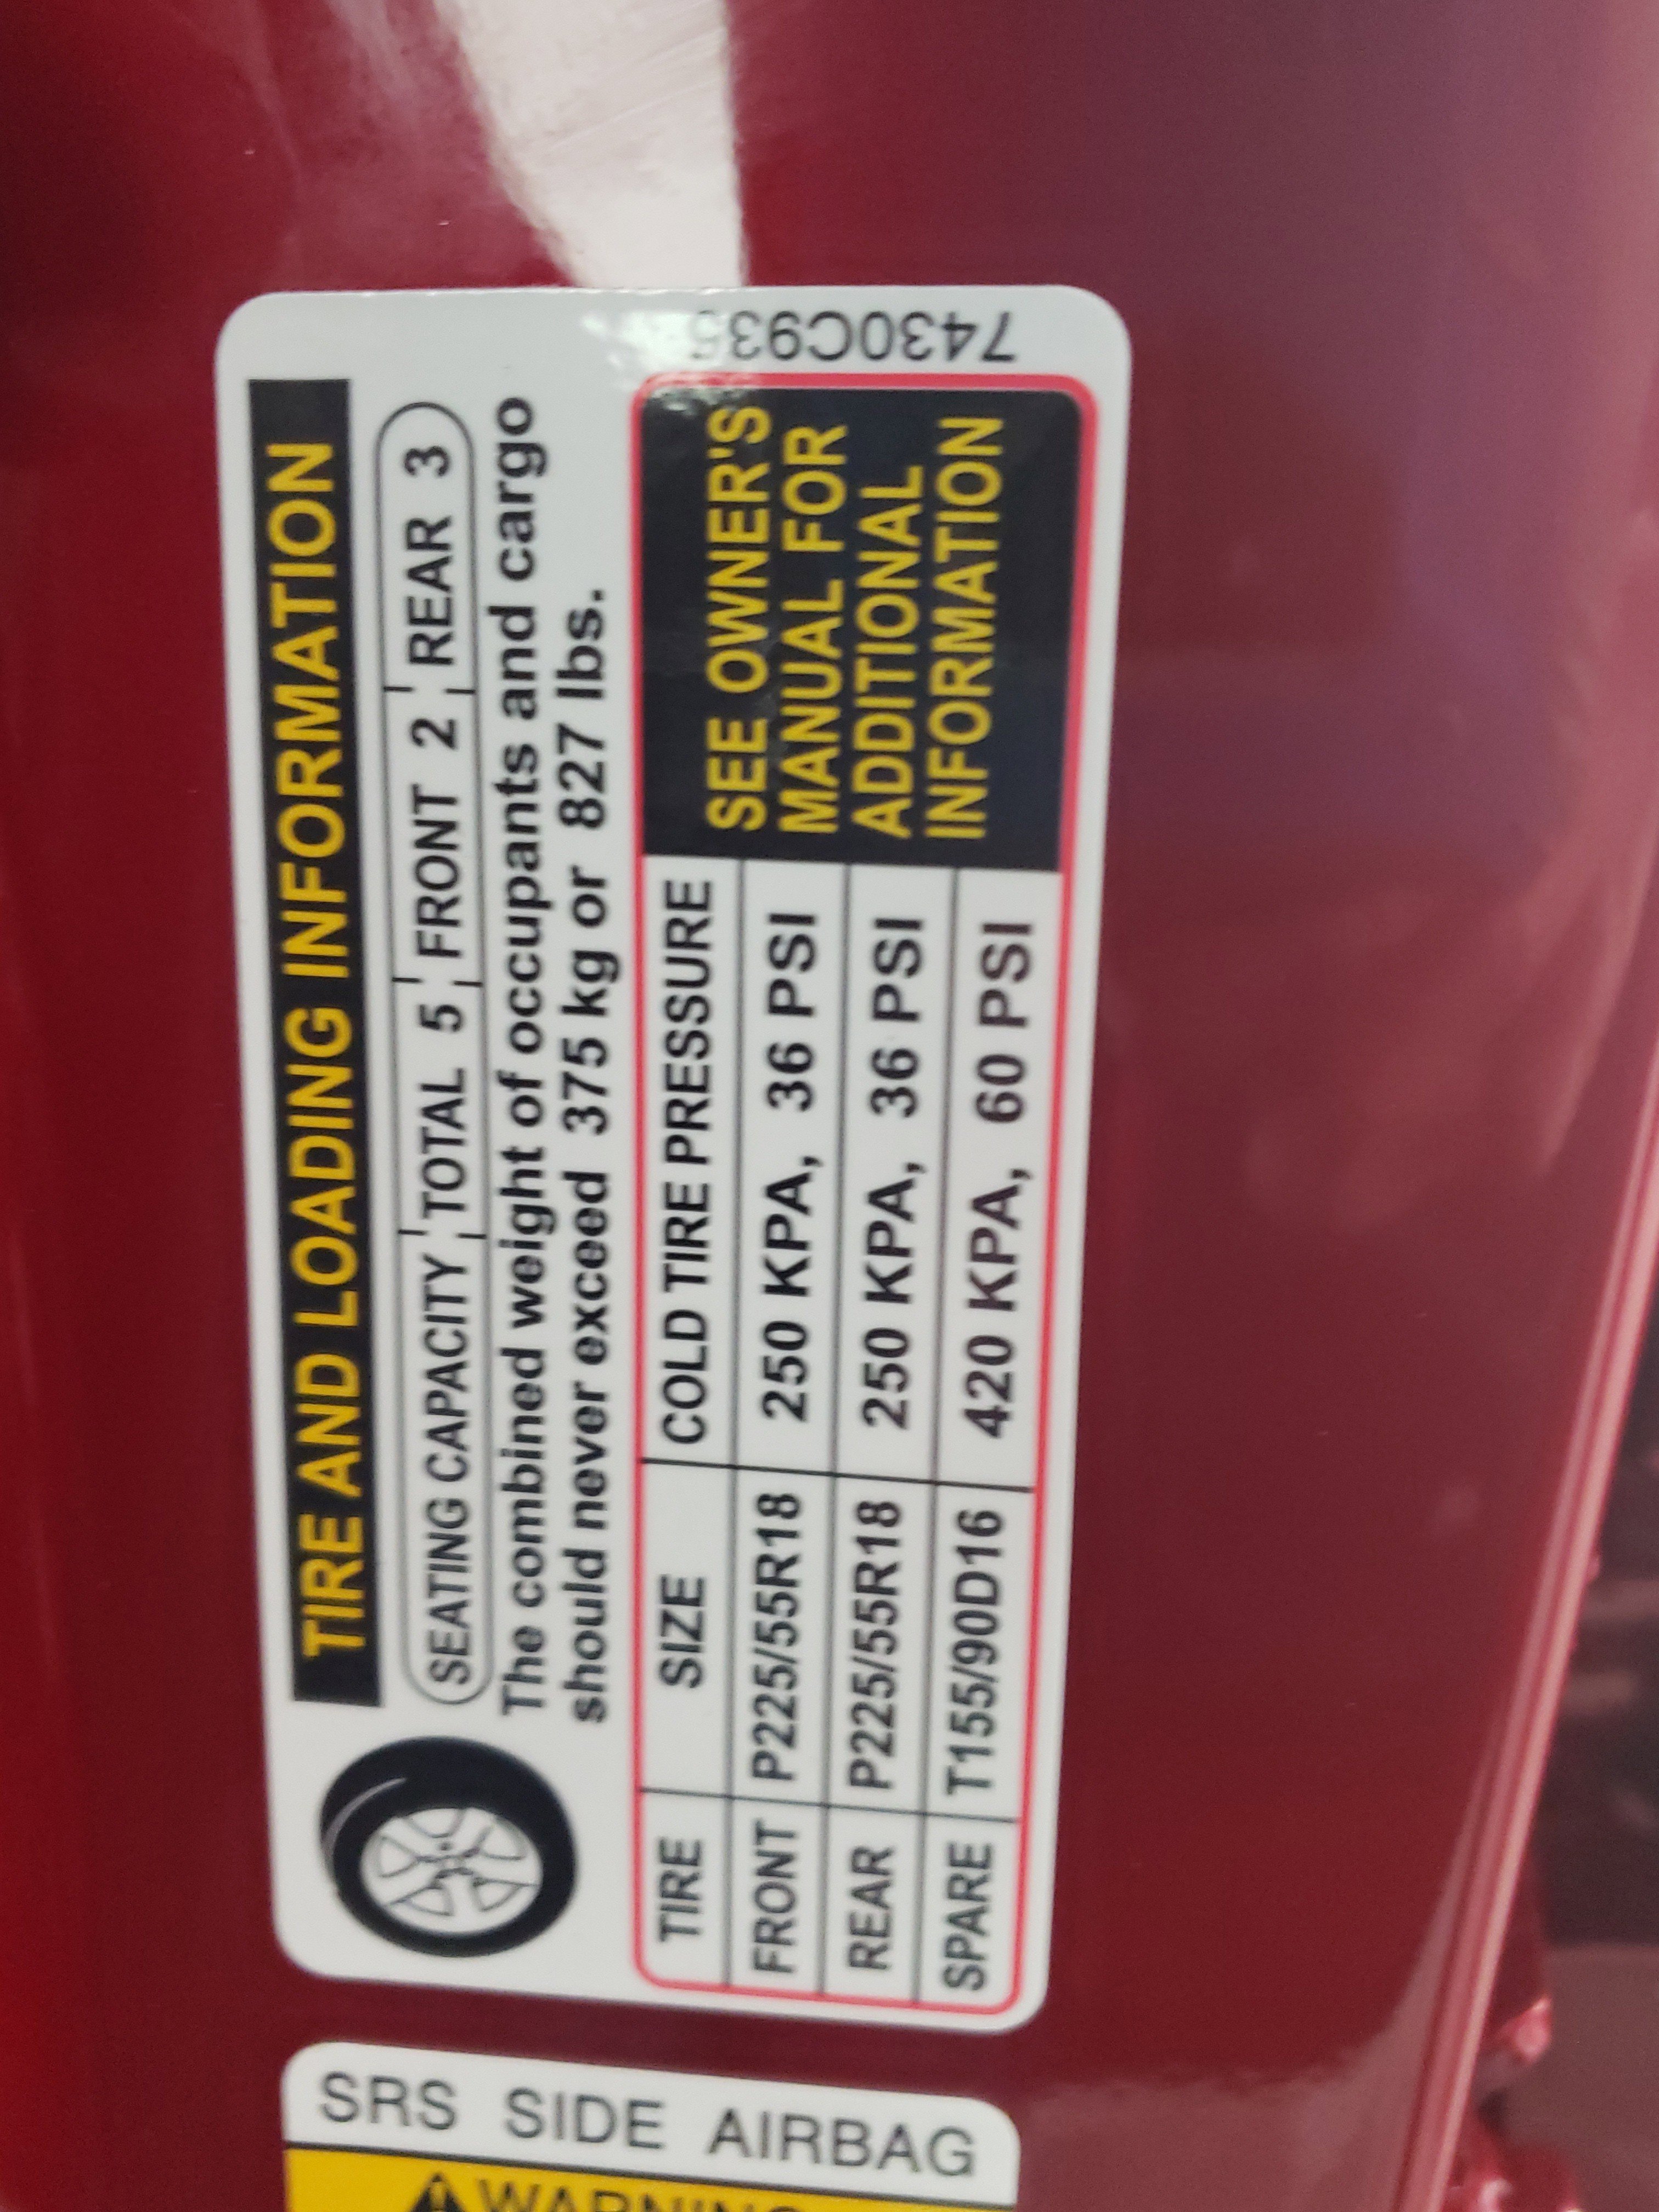 TIRE AND LOADING INFORMATION
SEATING CAPACITY TOTAL 5 FRONT 2 REAR 3
The combined weight of occupants and cargo
should never exceed 375 kg or 827 lbs.
TIRE SIZE COLD TIRE PRESSURE
FRONT P225/55R18 250 KPA, 36 PSI
REAR P225/55R18 250 KPA, 36 PSI
SPARE T155/90D16 420 KPA, 60 PSI
SEE OWNER'S
MANUAL FOR
ADDITIONAL
INFORMATION
SRS SIDE AIRBAG
WARNING